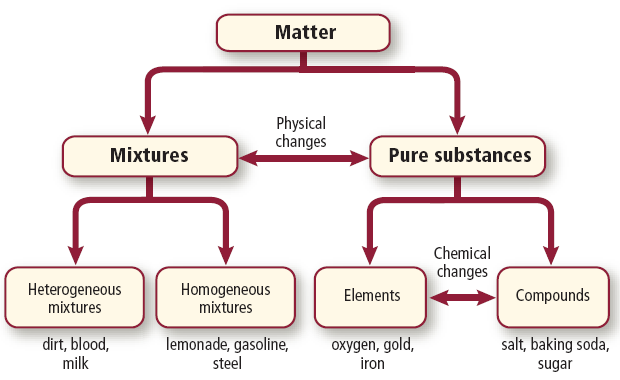 Matter
Physical
changes
Mixtures
Pure substances
Chemical
changes
Heterogeneous
mixtures
Homogeneous
mixtures
Elements
Compounds
dirt, blood,
milk
lemonade, gasoline,
steel
oxygen, gold,
iron
salt, baking soda,
sugar